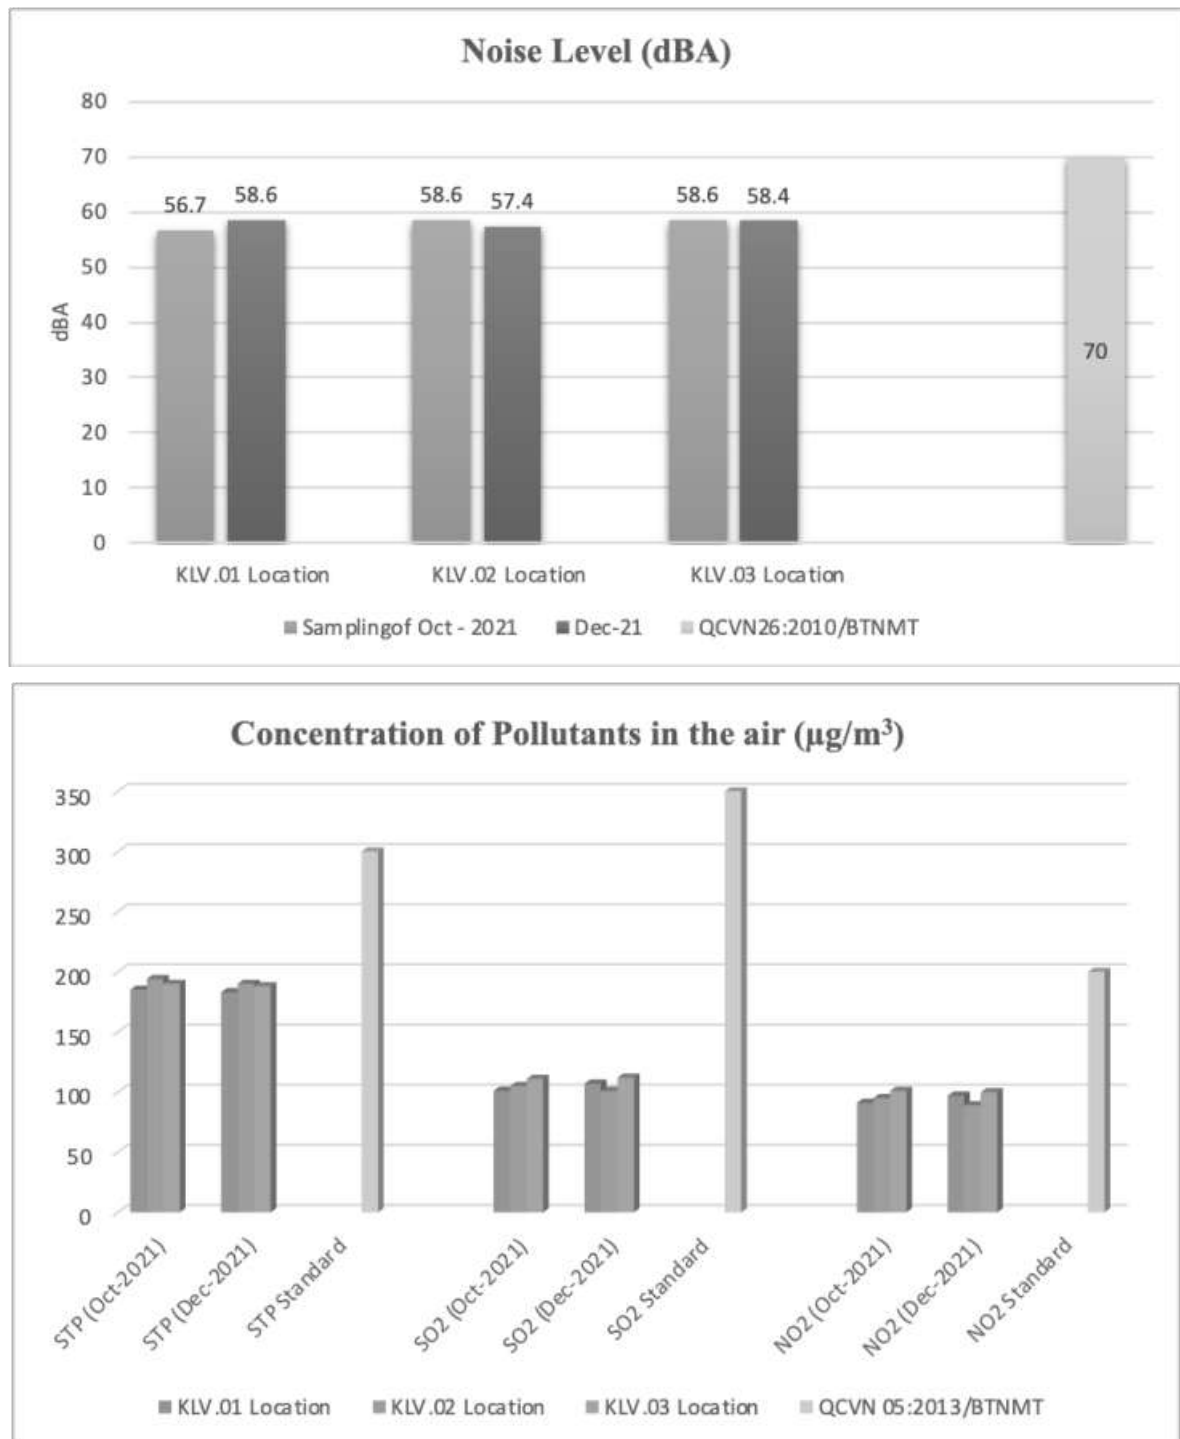 Noise Level (dBA)
80
70
60
50
40
30
20
10
0
dBA
56.7
58.6
58.6
57.4
58.6
58.4
70
KLV.01 Location
KLV.02 Location
KLV.03 Location
Samplingof Oct - 2021
Dec-21
QCVN26:2010/BTNMT
Concentration of Pollutants in the air (µg/m³)
350
300
250
200
150
100
50
0
STP (Oct-2021)
STP (Dec-2021)
STP Standard
SO2 (Oct-2021)
SO2 (Dec-2021)
SO2 Standard
NO2 (Oct-2021)
NO2 (Dec-2021)
NO2 Standard
KLV.01 Location
KLV.02 Location
KLV.03 Location
QCVN 05:2013/BTNMT